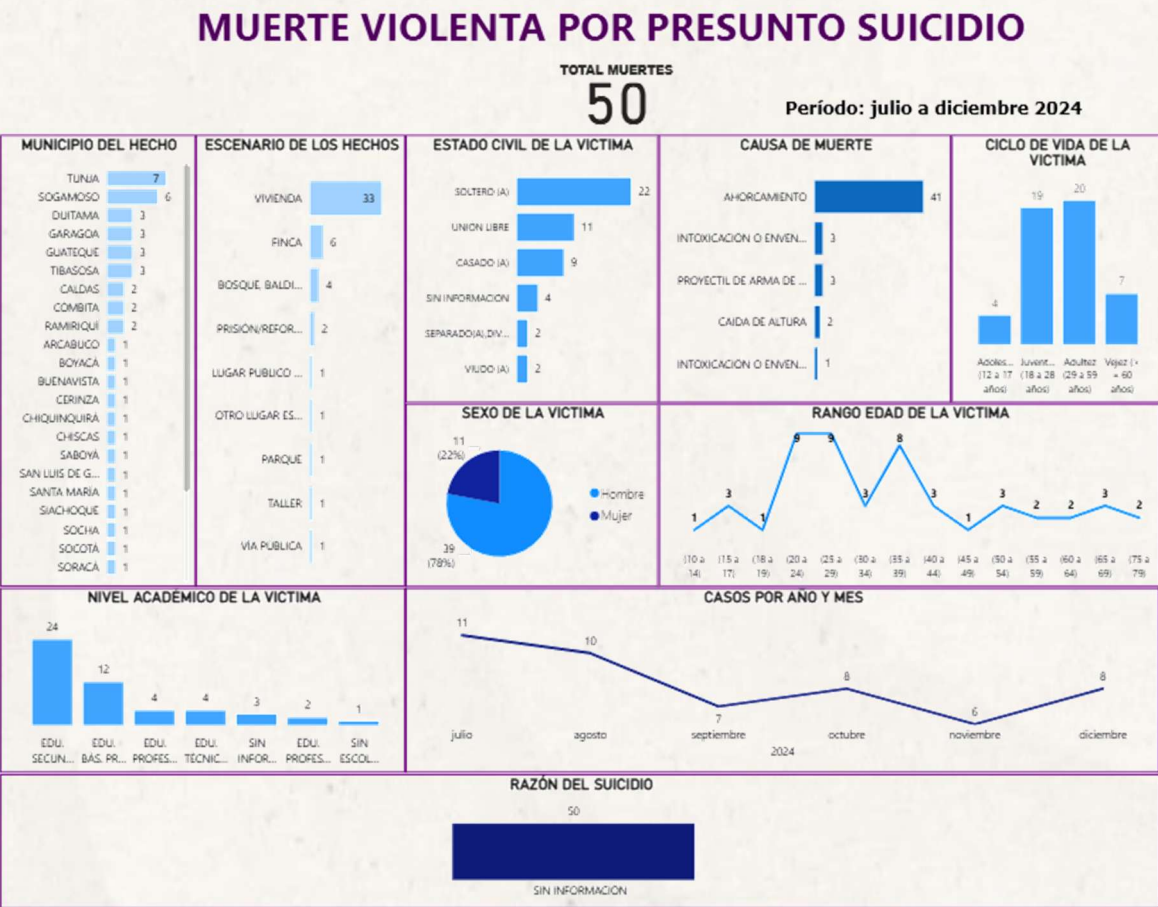 MUERTE VIOLENTA POR PRESUNTO SUICIDIO
TOTAL MUERTES
50
Período: julio a diciembre 2024
MUNICIPIO DEL HECHO
TUNJA 7
SOGAMOSO 6
DUITAMA 3
GARAGOA 3
GUATEQUE 3
TIBASOSA 3
CALDAS 2
COMBITA 2
RAMIRIQUÍ 2
ARCABUCO 1
BOYACÁ 1
BUENAVISTA 1
CERINZA 1
CHIQUINQUIRÁ 1
CHISCAS 1
SABOYÁ 1
SAN LUIS DE G... 1
SANTA MARÍA 1
SIACHOQUE 1
SOCHA 1
SOCOTÁ 1
SORACÁ 1
ESCENARIO DE LOS HECHOS
VIVIENDA 33
FINCA 6
BOSQUE, BALDI... 4
PRISION/REFOR... 2
LUGAR PUBLICO ... 1
OTRO LUGAR ES... 1
PARQUE 1
TALLER 1
VÍA PUBLICA 1
ESTADO CIVIL DE LA VICTIMA
SOLTERO (A) 22
UNION LIBRE 11
CASADO (A) 9
SIN INFORMACION 4
SEPARADO(A),DIV... 2
VIUDO (A) 2
CAUSA DE MUERTE
AHORCAMIENTO 41
INTOXICACION O ENVEN... 3
PROYECTIL DE ARMA DE ... 3
CAIDA DE ALTURA 2
INTOXICACION O ENVEN... 1
CICLO DE VIDA DE LA
VICTIMA
4 19 20 7
Adoles... Juvent... Adultez Vejez (>
(12 a 17 (18 a 28 (29 a 59 = 60
años) años) años) años)
SEXO DE LA VICTIMA
11
(22%)
39
(78%)
Hombre
Mujer
RANGO EDAD DE LA VICTIMA
1 3 1 9 9 3 8 3 1 3 2 2 3 2
(10 a (15 a (18 a (20 a (25 a (30 a (35 a (40 a (45 a (50 a (55 a (60 a (65 a (75 a
14) 17) 19) 24) 29) 34) 39) 44) 49) 54) 59) 64) 69) 79)
NIVEL ACADÉMICO DE LA VICTIMA
24 12 4 4 3 2 1
EDU. EDU. EDU. EDU. SIN EDU. SIN
SECUN... BÁS. PR... PROFES... TÉCNIC... INFOR... PROFES... ESCOL...
CASOS POR AÑO Y MES
11 10 7 8 6 8
julio agosto septiembre octubre noviembre diciembre
2024
RAZÓN DEL SUICIDIO
50
SIN INFORMACION